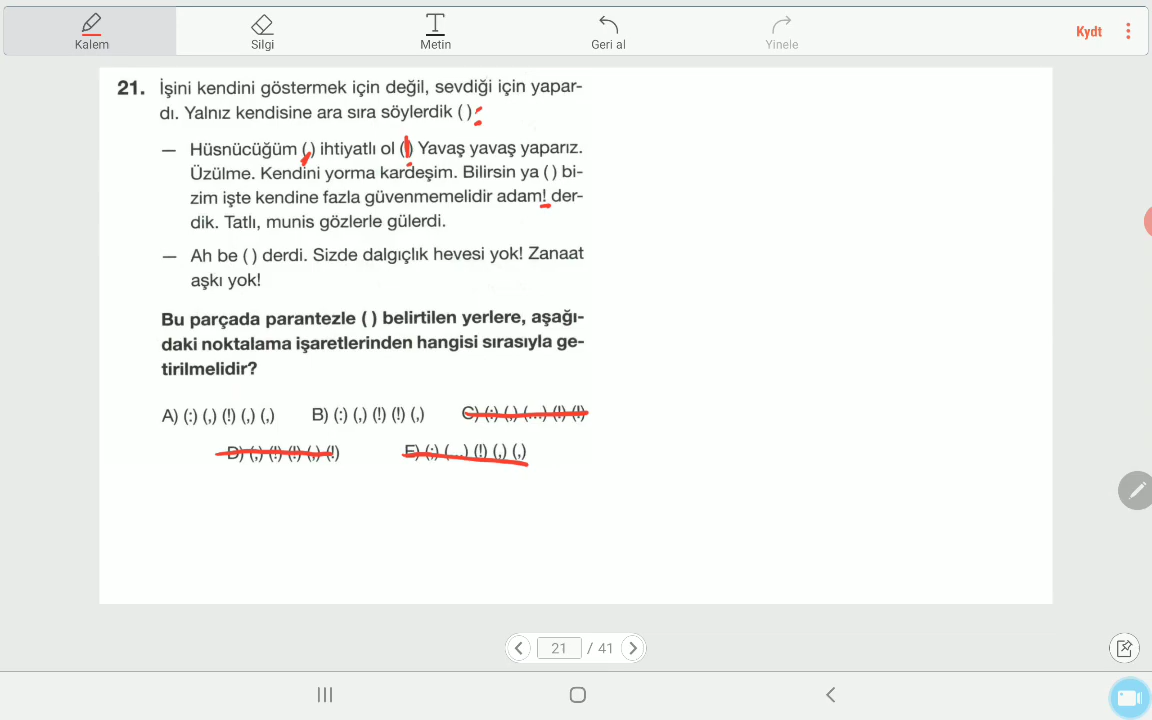 Kalem
Silgi
Metin
Geri al
Yinele
Kydt
21. İşini kendini göstermek için değil, sevdiği için yapar-
dı. Yalnız kendisine ara sıra söylerdik ( ) :
— Hüsnücüğüm (,) ihtiyatlı ol (!) Yavaş yavaş yaparız.
Üzülme. Kendini yorma kardeşim. Bilirsin ya ( ) bi-
zim işte kendine fazla güvenmemelidir adam! der-
dik. Tatlı, munis gözlerle gülerdi.
— Ah be ( ) derdi. Sizde dalgıçlık hevesi yok! Zanaat
aşkı yok!
Bu parçada parantezle ( ) belirtilen yerlere, aşağı-
daki noktalama işaretlerinden hangisi sırasıyla ge-
tirilmelidir?
A) (:) (,) (!) (,) (,) B) (:) (,) (!) (!) (,) C) (:) (,) (...) (!) (!)
D) (;) (!) (!) (,) (!) E) (;) (...) (!) (,) (,)
21 / 41